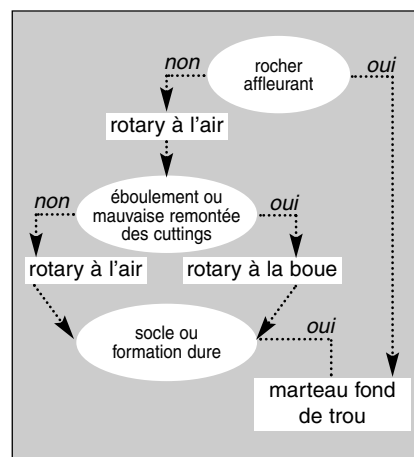 non
rocher
affleurant
oui
rotary à l'air
non
éboulement ou
mauvaise remontée
des cuttings
oui
rotary à l'air
rotary à la boue
socle ou
formation dure
oui
marteau fond
de trou